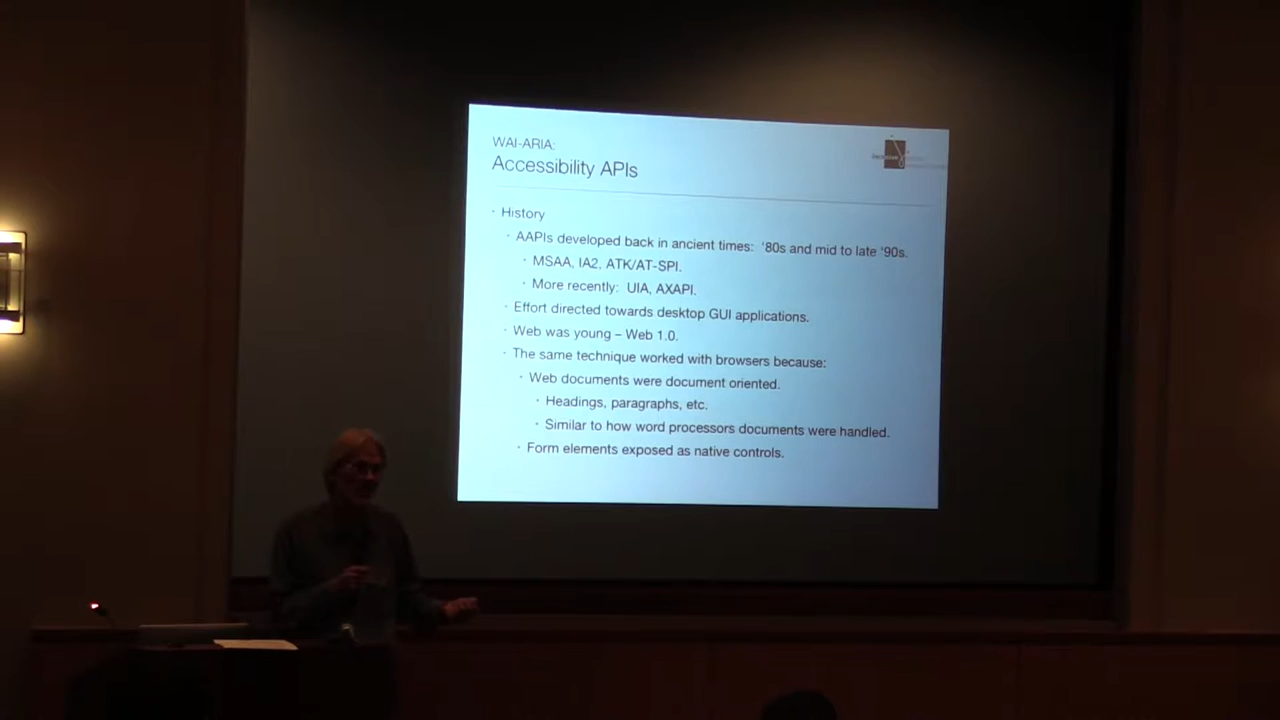 WAI-ARIA:
Accessibility APIs
· History
· AAPIs developed back in ancient times: ‘80s and mid to late ‘90s.
· MSAA, IA2, ATK/AT-SPI.
· More recently: UIA, AXAPI.
· Effort directed towards desktop GUI applications.
· Web was young – Web 1.0.
· The same technique worked with browsers because:
· Web documents were document oriented.
· Headings, paragraphs, etc.
· Similar to how word processors documents were handled.
· Form elements exposed as native controls.